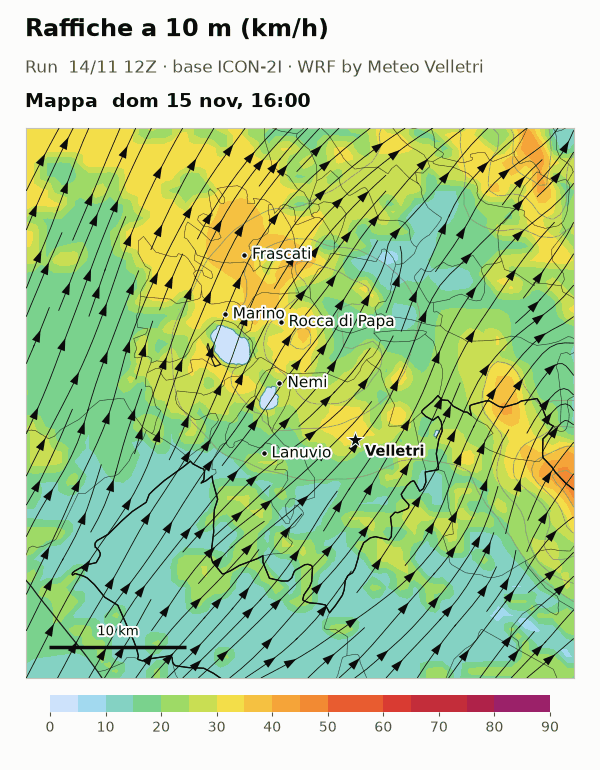 Raffiche a 10 m (km/h)
Run 14/11 12Z · base ICON-2I · WRF by Meteo Velletri
Mappa dom 15 nov, 16:00
Frascati
Marino
Rocca di Papa
Nemi
Velletri
Lanuvio
10 km
0 10 20 30 40 50 60 70 80 90